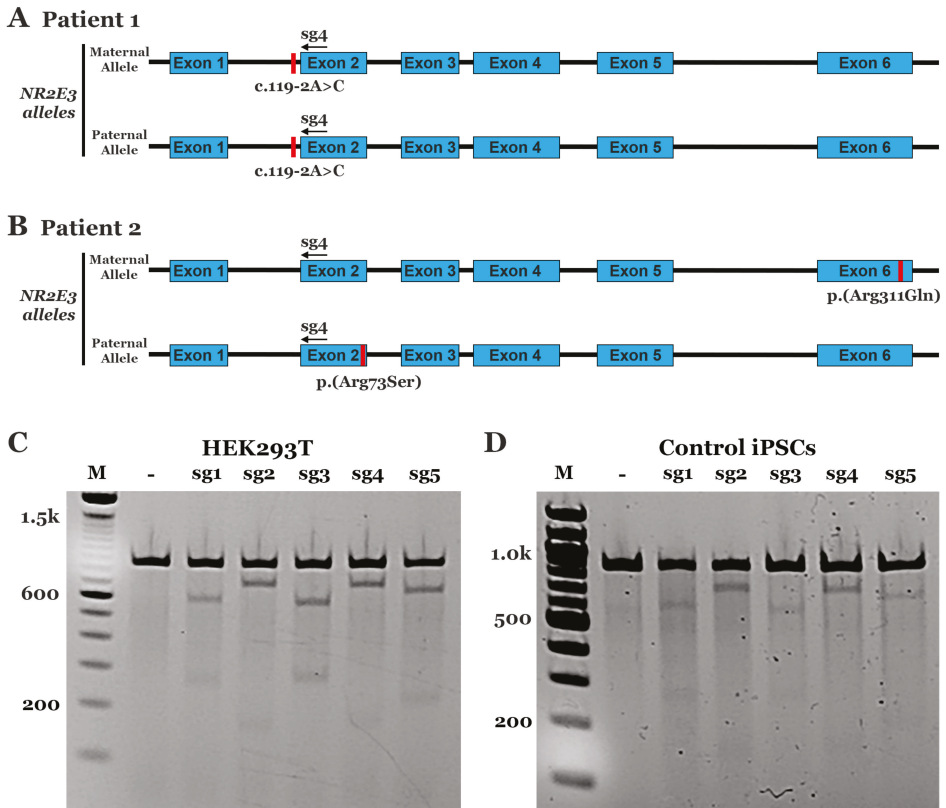 A Patient 1
NR2E3 alleles
Maternal Allele
sg4
Exon 1 Exon 2 Exon 3 Exon 4 Exon 5 Exon 6
c.119-2A>C
Paternal Allele
sg4
Exon 1 Exon 2 Exon 3 Exon 4 Exon 5 Exon 6
c.119-2A>C
B Patient 2
NR2E3 alleles
Maternal Allele
sg4
Exon 1 Exon 2 Exon 3 Exon 4 Exon 5 Exon 6
p.(Arg311Gln)
Paternal Allele
sg4
Exon 1 Exon 2 Exon 3 Exon 4 Exon 5 Exon 6
p.(Arg73Ser)
C HEK293T
M - sg1 sg2 sg3 sg4 sg5
1.5k
600
200
D Control iPSCs
M - sg1 sg2 sg3 sg4 sg5
1.0k
500
200